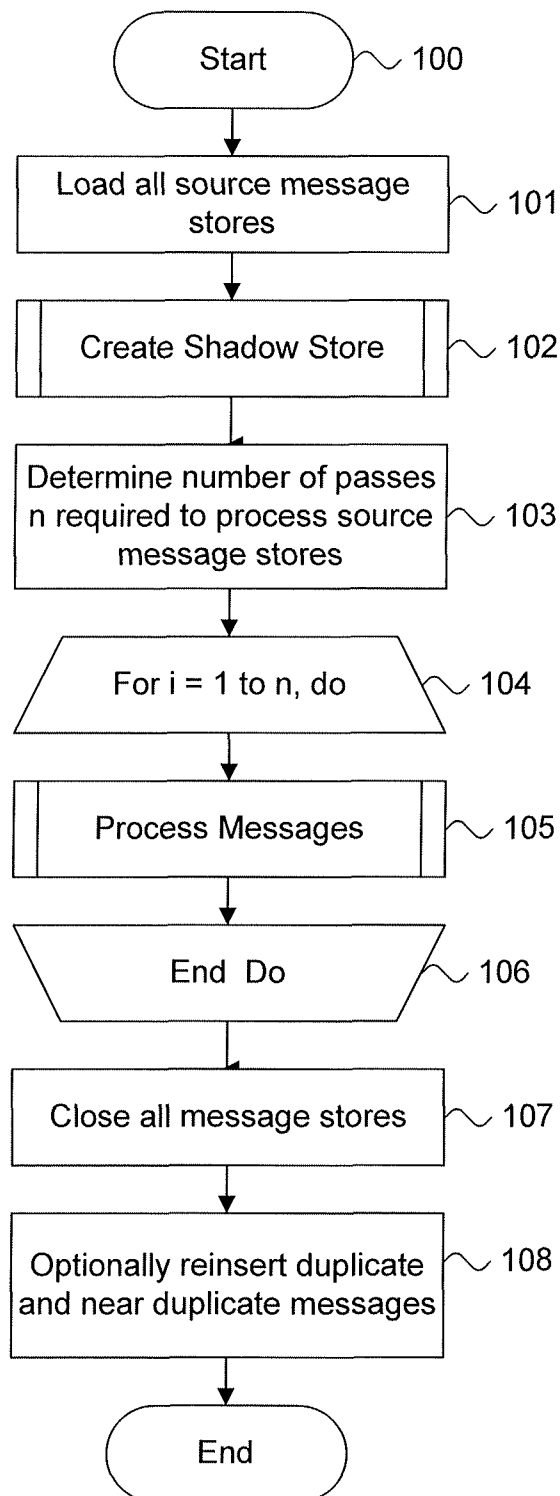 Start
100
Load all source message
stores
101
Create Shadow Store
102
Determine number of passes
n required to process source
message stores
103
For i = 1 to n, do
104
Process Messages
105
End Do
106
Close all message stores
107
Optionally reinsert duplicate
and near duplicate messages
108
End